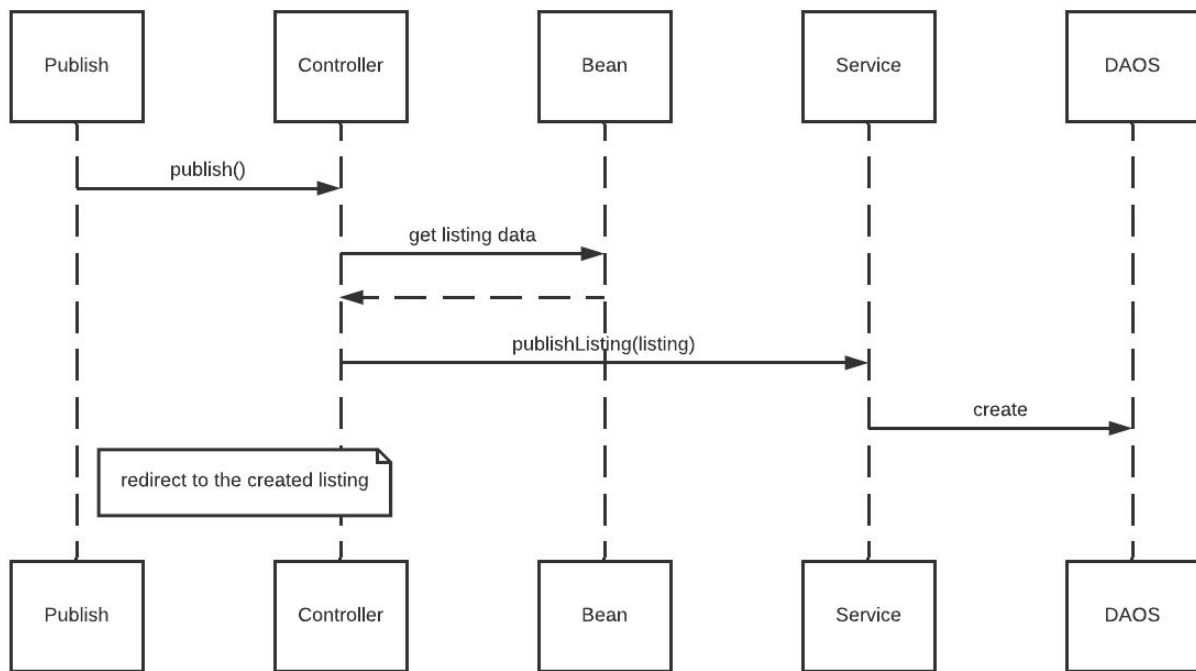 Publish
Controller
Bean
Service
DAOS
publish()
get listing data
publishListing(listing)
create
redirect to the created listing
Publish
Controller
Bean
Service
DAOS